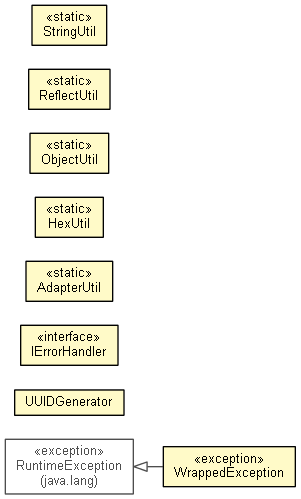 «static»
StringUtil
«static»
ReflectUtil
«static»
ObjectUtil
«static»
HexUtil
«static»
AdapterUtil
«interface»
IErrorHandler
UUIDGenerator
«exception»
RuntimeException
(java.lang)
«exception»
WrappedException